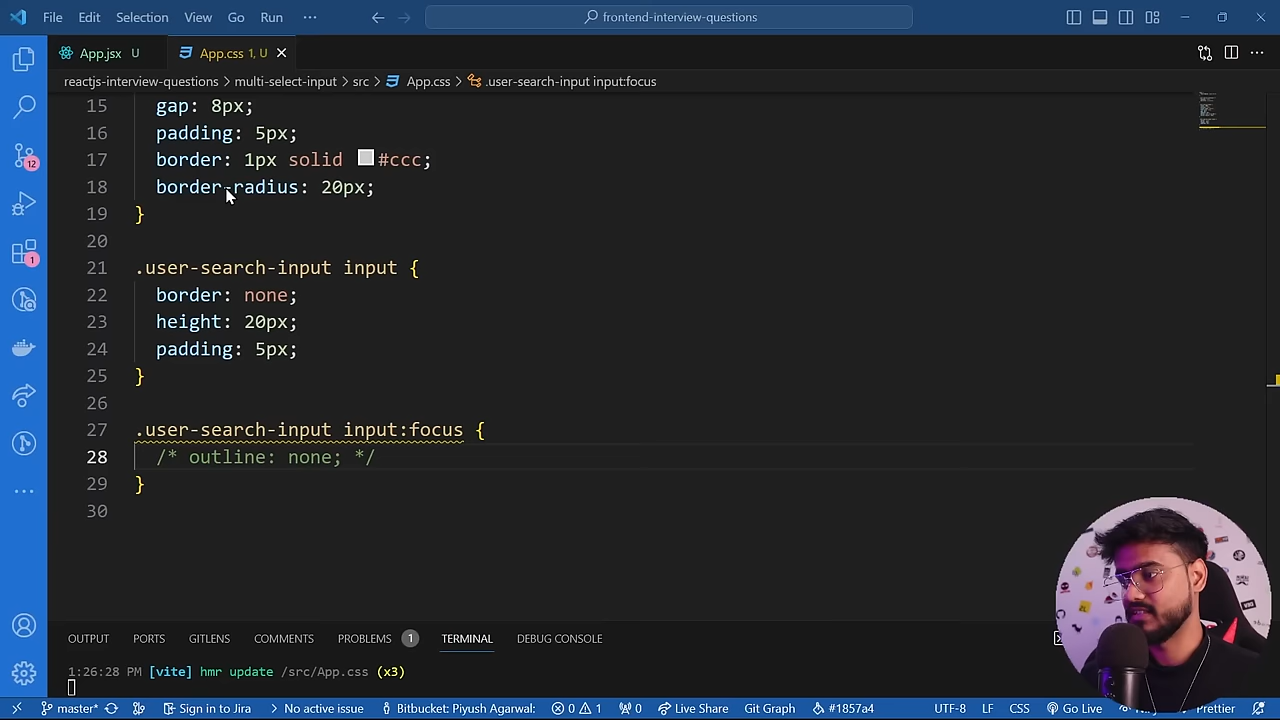 File Edit Selection View Go Run ··· frontend-interview-questions
App.jsx U App.css 1, U
reactjs-interview-questions > multi-select-input > src > App.css > .user-search-input input:focus
15 gap: 8px;
16 padding: 5px;
17 border: 1px solid #ccc;
18 border-radius: 20px;
19 }
20
21 .user-search-input input {
22 border: none;
23 height: 20px;
24 padding: 5px;
25 }
26
27 .user-search-input input:focus {
28 /* outline: none; */
29 }
30
12
1
OUTPUT PORTS GITLENS COMMENTS PROBLEMS 1 TERMINAL DEBUG CONSOLE
1:26:28 PM [vite] hmr update /src/App.css (x3)
master* Sign in to Jira No active issue Bitbucket: Piyush Agarwal: 0 1 0 Live Share Git Graph #1857a4 UTF-8 LF CSS Go Live Prettier